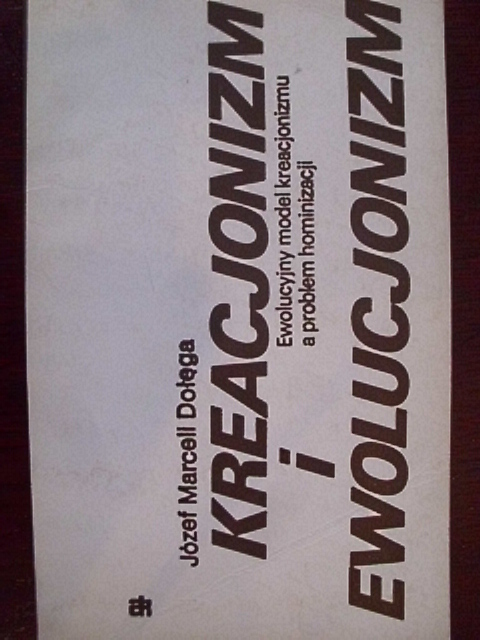 Józef Marceli Dołęga
KREACJONIZM
i
Ewolucyjny model kreacjonizmu
a problem hominizacji
EWOLUCJONIZM